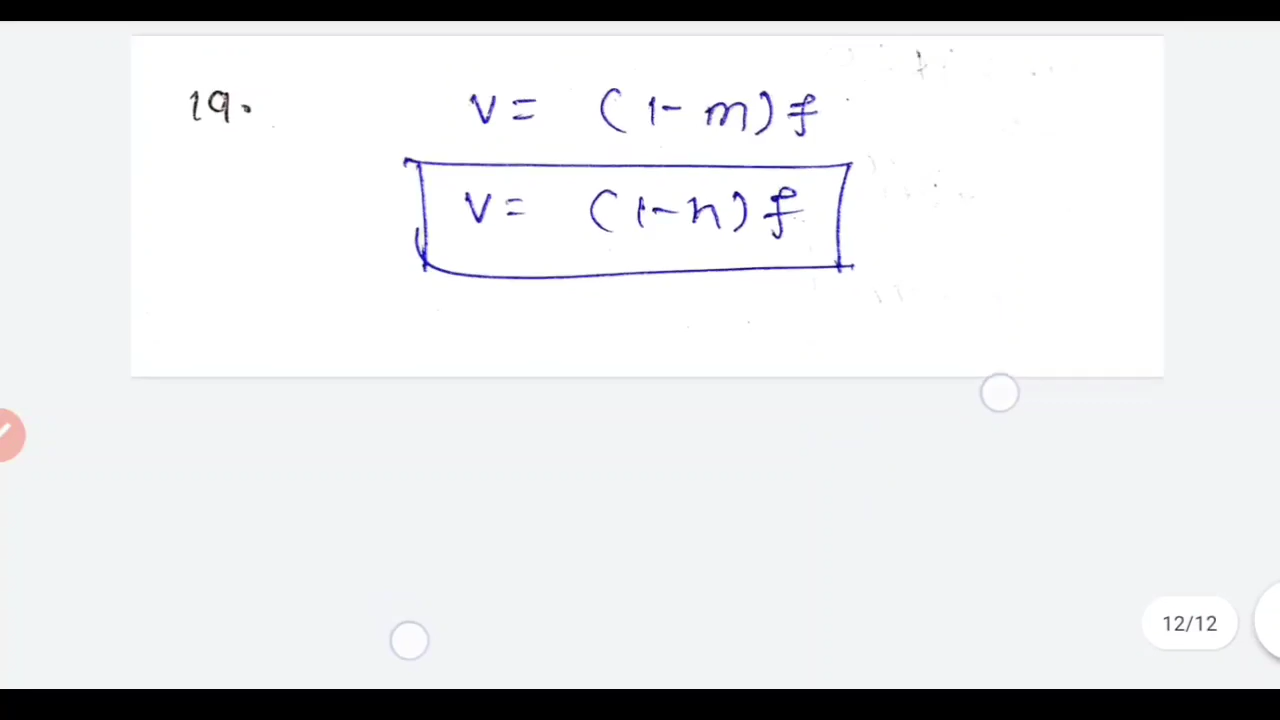 19. V = (1 - m) f
V = (1 - n) f
12/12